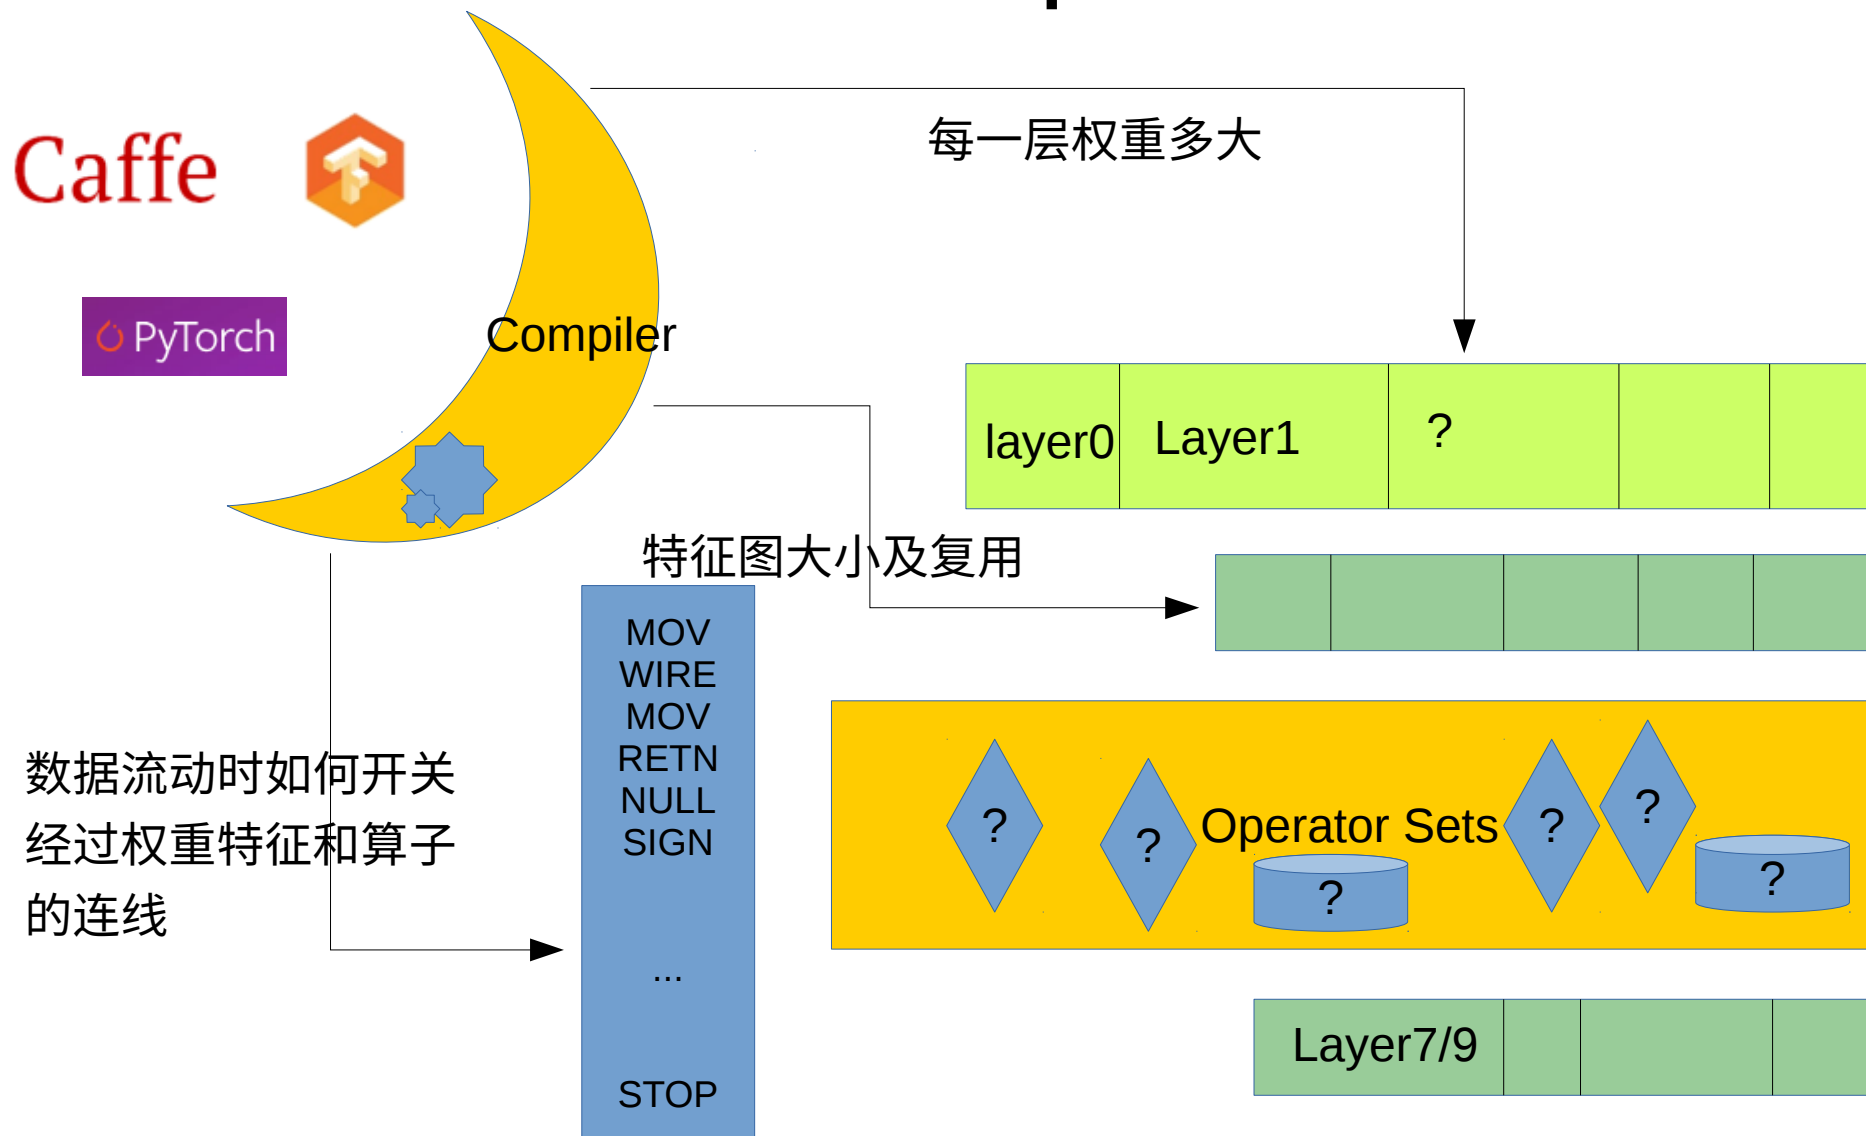 每一层权重多大
Caffe
PyTorch
Compiler
layer0
Layer1
?
特征图大小及复用
MOV
WIRE
MOV
RETN
NULL
SIGN
...
STOP
数据流动时如何开关
经过权重特征和算子
的连线
?
?
Operator Sets
?
?
?
?
Layer7/9